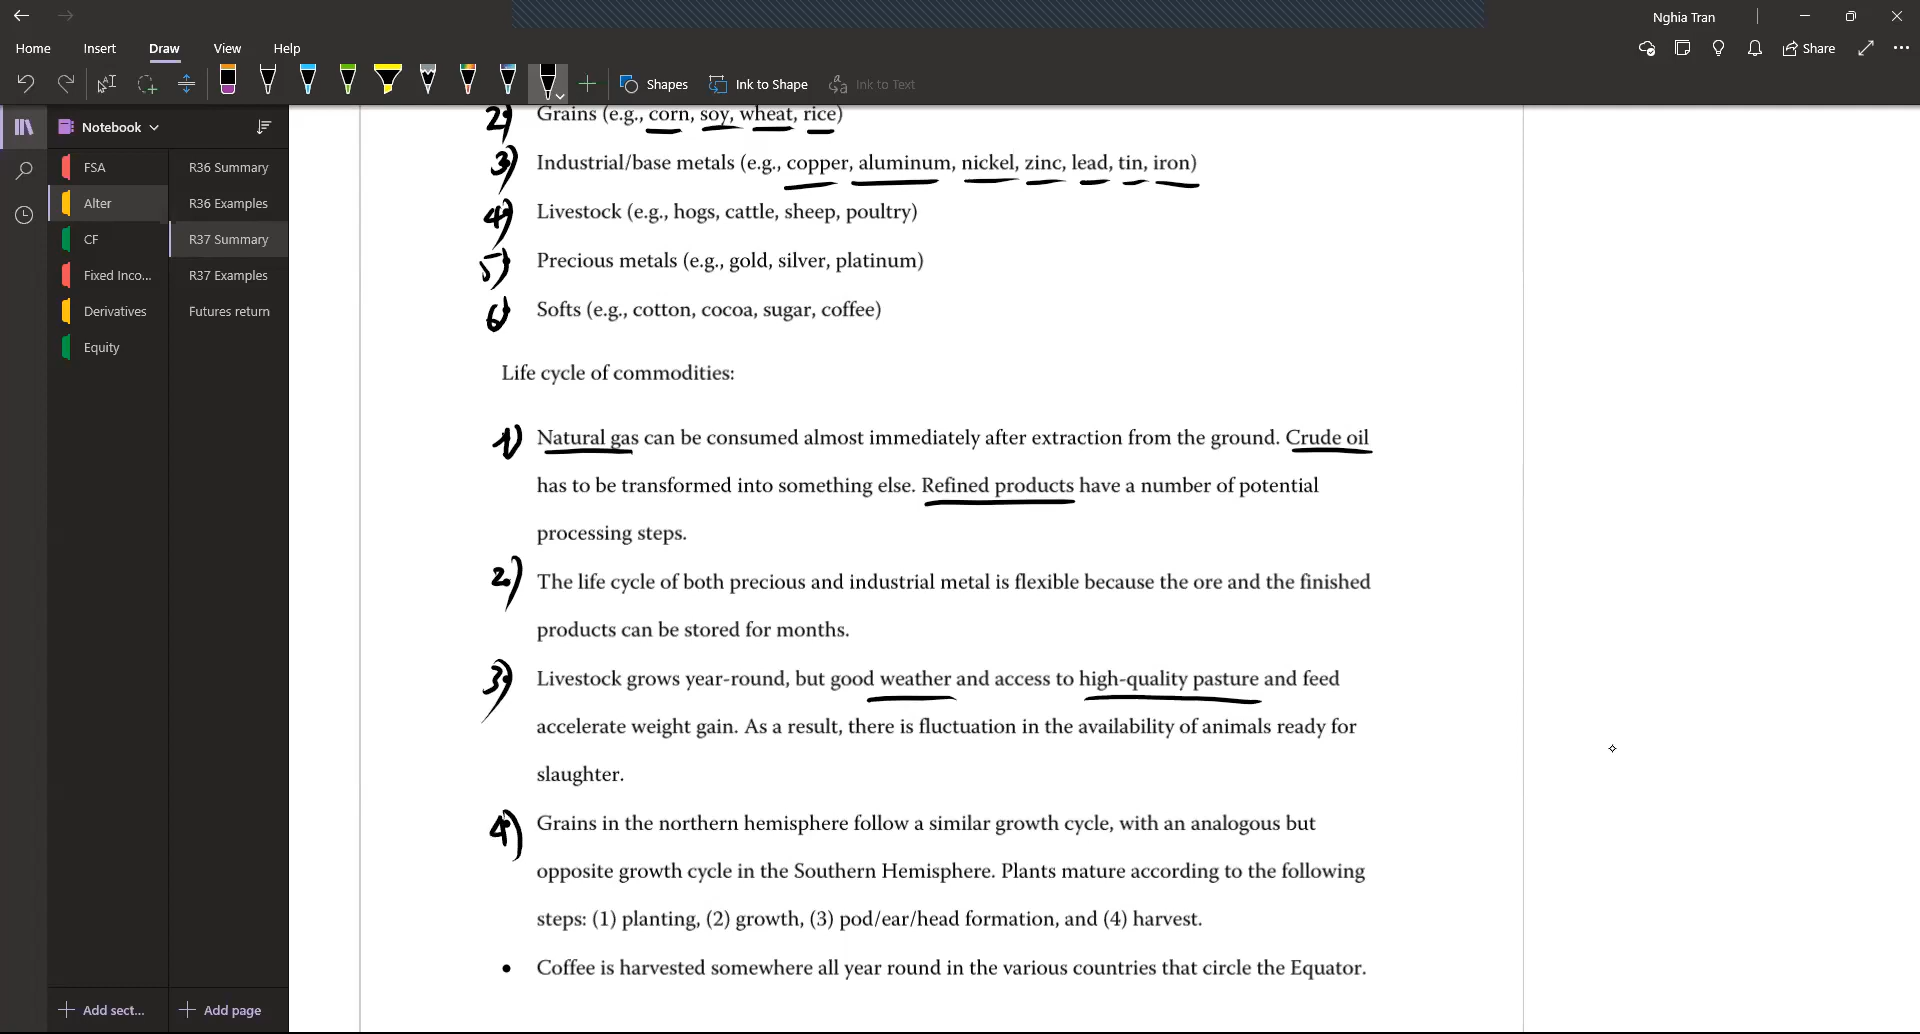 Nghia Tran
Home Insert Draw View Help
Share
Shapes Ink to Shape Ink to Text
Notebook
FSA
Alter
CF
Fixed Inco...
Derivatives
Equity
R36 Summary
R36 Examples
R37 Summary
R37 Examples
Futures return
Add sect...
Add page
2) Grains (e.g., corn, soy, wheat, rice)
3) Industrial/base metals (e.g., copper, aluminum, nickel, zinc, lead, tin, iron)
4) Livestock (e.g., hogs, cattle, sheep, poultry)
5) Precious metals (e.g., gold, silver, platinum)
6) Softs (e.g., cotton, cocoa, sugar, coffee)
Life cycle of commodities:
1) Natural gas can be consumed almost immediately after extraction from the ground. Crude oil
has to be transformed into something else. Refined products have a number of potential
processing steps.
2) The life cycle of both precious and industrial metal is flexible because the ore and the finished
products can be stored for months.
3) Livestock grows year-round, but good weather and access to high-quality pasture and feed
accelerate weight gain. As a result, there is fluctuation in the availability of animals ready for
slaughter.
4) Grains in the northern hemisphere follow a similar growth cycle, with an analogous but
opposite growth cycle in the Southern Hemisphere. Plants mature according to the following
steps: (1) planting, (2) growth, (3) pod/ear/head formation, and (4) harvest.
• Coffee is harvested somewhere all year round in the various countries that circle the Equator.